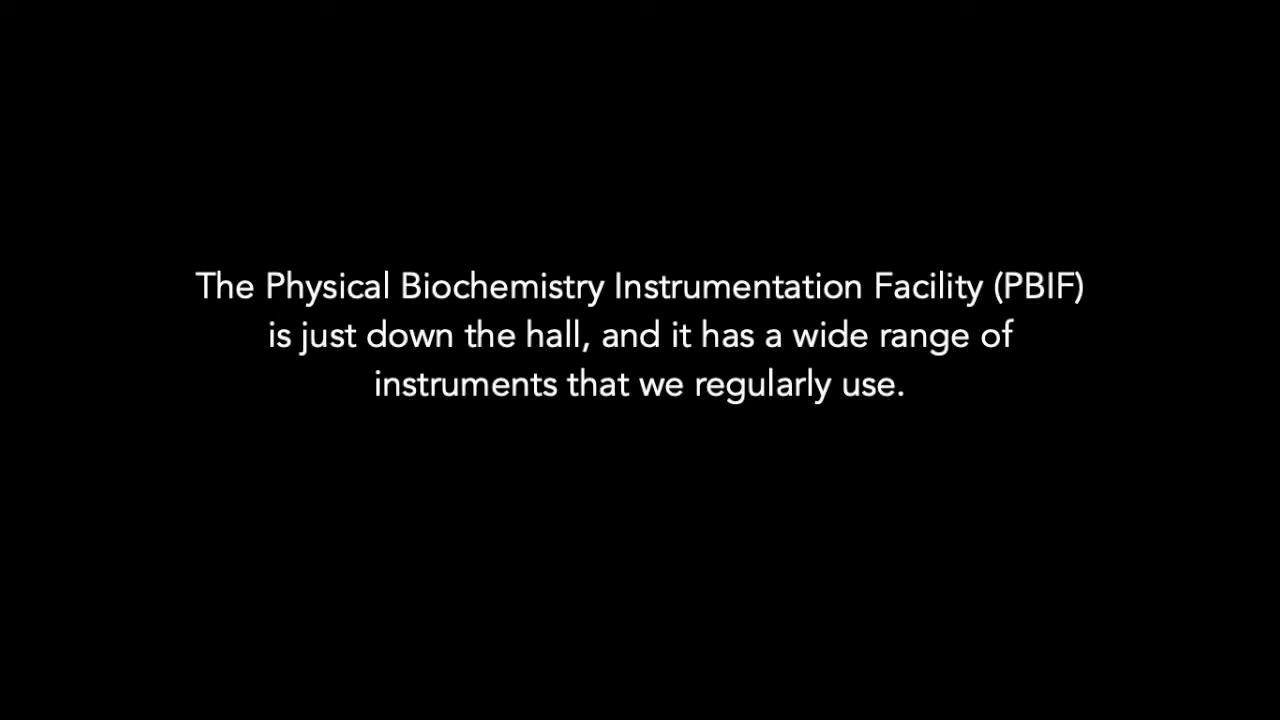 The Physical Biochemistry Instrumentation Facility (PBIF)
is just down the hall, and it has a wide range of
instruments that we regularly use.